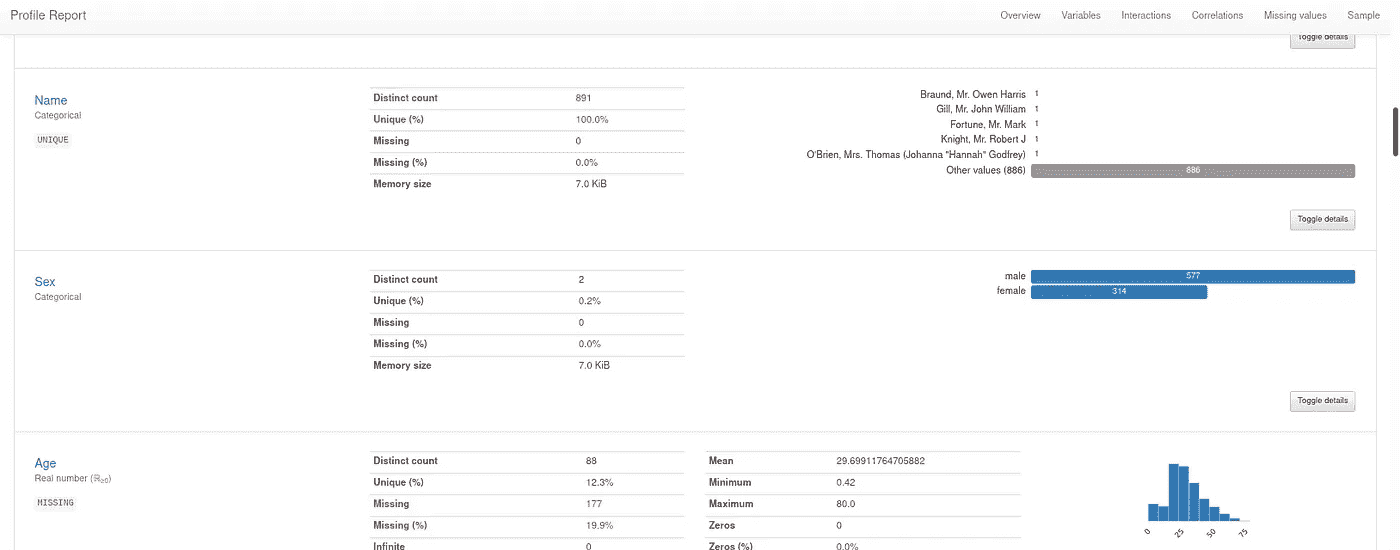 Profile Report Overview Variables Interactions Correlations Missing values Sample
Toggle details
Name
Categorical
UNIQUE
Distinct count 891
Unique (%) 100.0%
Missing 0
Missing (%) 0.0%
Memory size 7.0 KiB
Braund, Mr. Owen Harris 1
Gill, Mr. John William 1
Fortune, Mr. Mark 1
Knight, Mr. Robert J 1
O'Brien, Mrs. Thomas (Johanna "Hannah" Godfrey) 1
Other values (886) 886
Toggle details
Sex
Categorical
Distinct count 2
Unique (%) 0.2%
Missing 0
Missing (%) 0.0%
Memory size 7.0 KiB
male 577
female 314
Toggle details
Age
Real number (ℝ≥0)
MISSING
Distinct count 88
Unique (%) 12.3%
Missing 177
Missing (%) 19.9%
Infinite 0
Mean 29.69911764705882
Minimum 0.42
Maximum 80.0
Zeros 0
Zeros (%) 0.0%
0 25 50 75